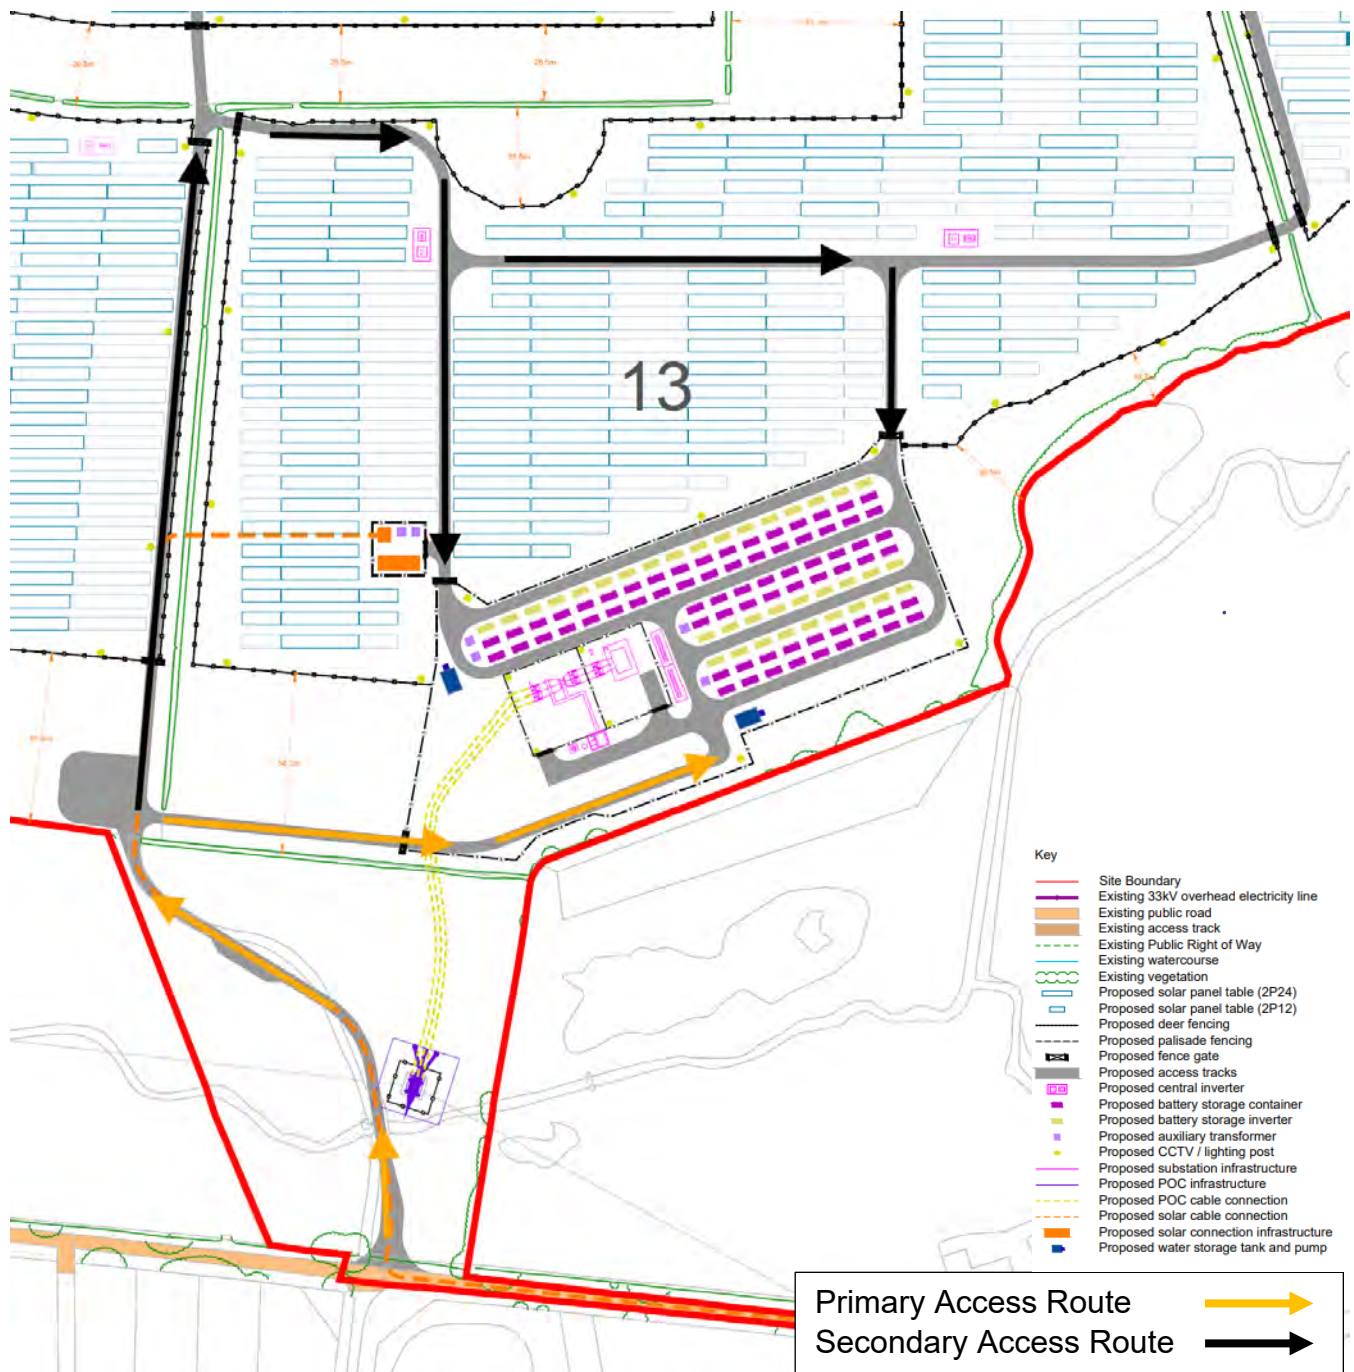 13
Key
Site Boundary
Existing 33kV overhead electricity line
Existing public road
Existing access track
Existing Public Right of Way
Existing watercourse
Existing vegetation
Proposed solar panel table (2P24)
Proposed solar panel table (2P12)
Proposed deer fencing
Proposed palisade fencing
Proposed fence gate
Proposed access tracks
Proposed central inverter
Proposed battery storage container
Proposed battery storage inverter
Proposed auxiliary transformer
Proposed CCTV / lighting post
Proposed substation infrastructure
Proposed POC infrastructure
Proposed POC cable connection
Proposed solar cable connection
Proposed solar connection infrastructure
Proposed water storage tank and pump
Primary Access Route
Secondary Access Route